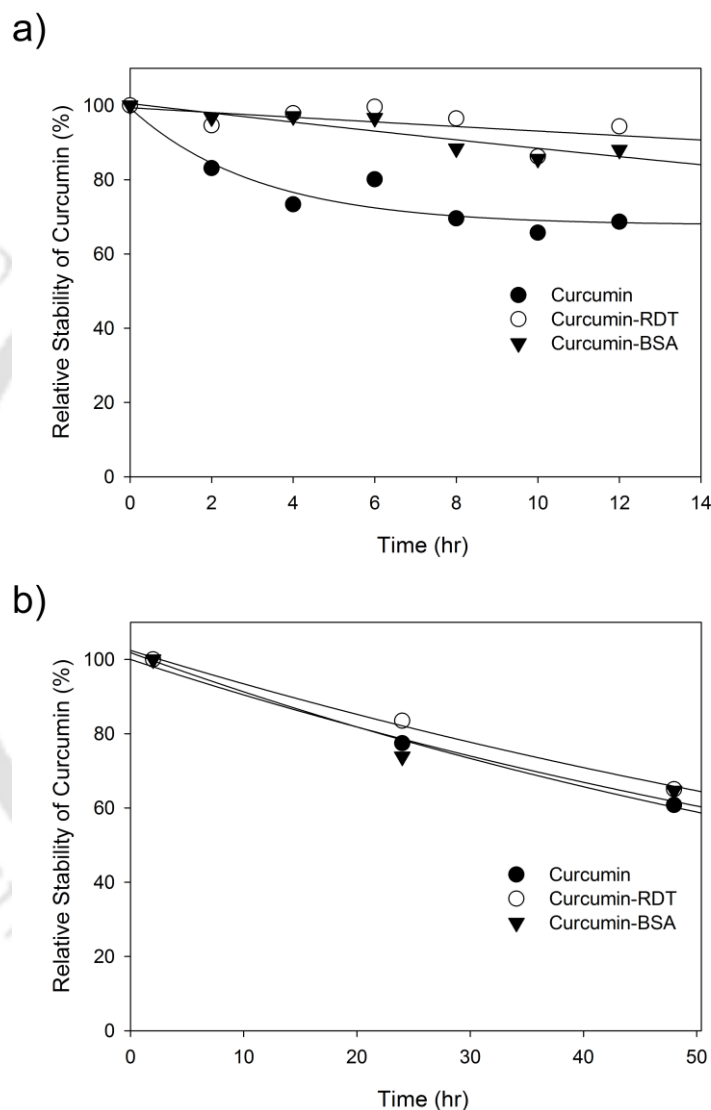 a)
Relative Stability of Curcumin (%)
100
80
60
40
20
0
Curcumin
Curcumin-RDT
Curcumin-BSA
0 2 4 6 8 10 12 14
Time (hr)
b)
Relative Stability of Curcumin (%)
100
80
60
40
20
0
Curcumin
Curcumin-RDT
Curcumin-BSA
0 10 20 30 40 50
Time (hr)